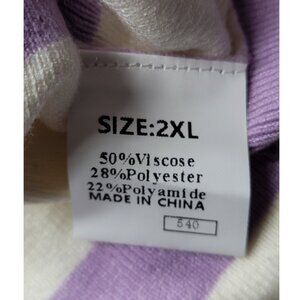 SIZE:2XL
50%Viscose
28%Polyester
22%Polyamide
MADE IN CHINA
540